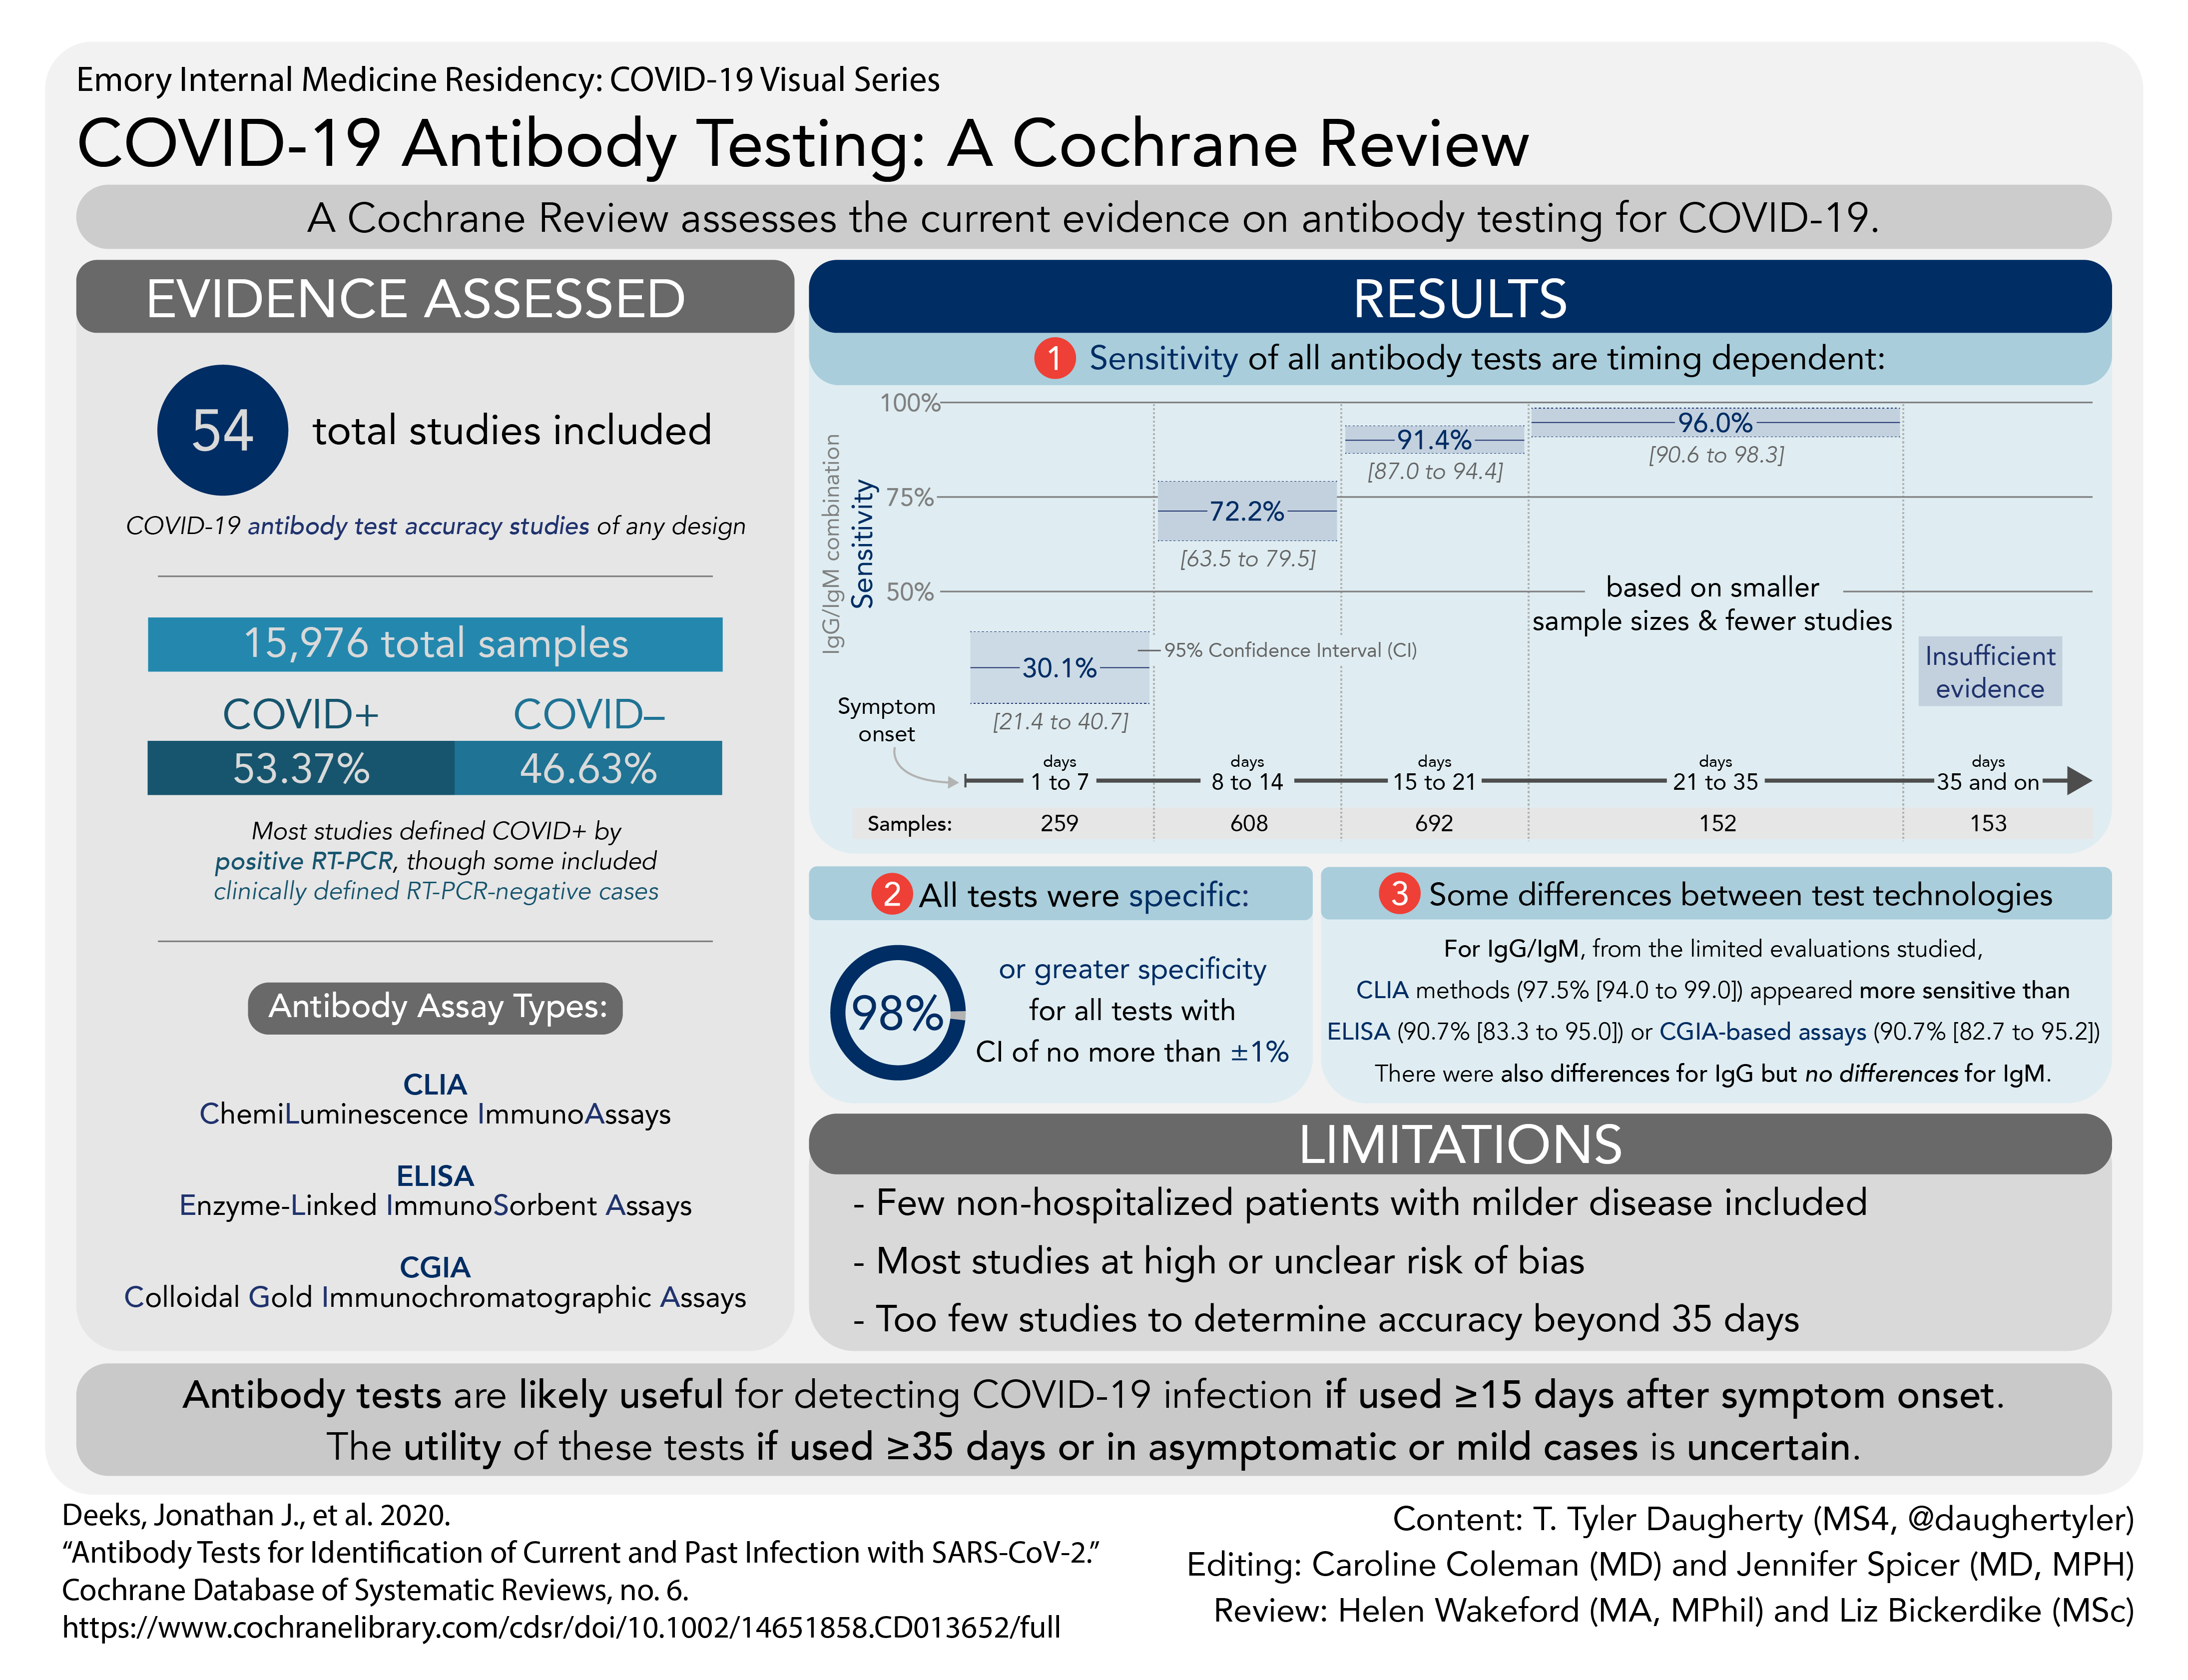 Emory Internal Medicine Residency: COVID-19 Visual Series
COVID-19 Antibody Testing: A Cochrane Review
A Cochrane Review assesses the current evidence on antibody testing for COVID-19.
EVIDENCE ASSESSED
54 total studies included
COVID-19 antibody test accuracy studies of any design
15,976 total samples
COVID+ COVID–
53.37% 46.63%
Most studies defined COVID+ by
positive RT-PCR, though some included
clinically defined RT-PCR-negative cases
Antibody Assay Types:
CLIA
ChemiLuminescence ImmunoAssays
ELISA
Enzyme-Linked ImmunoSorbent Assays
CGIA
Colloidal Gold Immunochromatographic Assays
RESULTS
1 Sensitivity of all antibody tests are timing dependent:
IgG/IgM combination
Sensitivity
100%
75%
50%
30.1%
[21.4 to 40.7]
95% Confidence Interval (CI)
72.2%
[63.5 to 79.5]
91.4%
[87.0 to 94.4]
96.0%
[90.6 to 98.3]
based on smaller
sample sizes & fewer studies
Insufficient
evidence
Symptom
onset
days days days days days
1 to 7 8 to 14 15 to 21 21 to 35 35 and on
Samples: 259 608 692 152 153
2 All tests were specific:
98%
or greater specificity
for all tests with
CI of no more than ±1%
3 Some differences between test technologies
For IgG/IgM, from the limited evaluations studied,
CLIA methods (97.5% [94.0 to 99.0]) appeared more sensitive than
ELISA (90.7% [83.3 to 95.0]) or CGIA-based assays (90.7% [82.7 to 95.2])
There were also differences for IgG but no differences for IgM.
LIMITATIONS
- Few non-hospitalized patients with milder disease included
- Most studies at high or unclear risk of bias
- Too few studies to determine accuracy beyond 35 days
Antibody tests are likely useful for detecting COVID-19 infection if used ≥15 days after symptom onset.
The utility of these tests if used ≥35 days or in asymptomatic or mild cases is uncertain.
Deeks, Jonathan J., et al. 2020.
“Antibody Tests for Identification of Current and Past Infection with SARS-CoV-2.”
Cochrane Database of Systematic Reviews, no. 6.
https://www.cochranelibrary.com/cdsr/doi/10.1002/14651858.CD013652/full
Content: T. Tyler Daugherty (MS4, @daughertyler)
Editing: Caroline Coleman (MD) and Jennifer Spicer (MD, MPH)
Review: Helen Wakeford (MA, MPhil) and Liz Bickerdike (MSc)